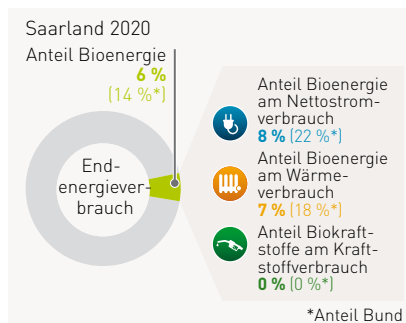 Saarland 2020
Anteil Bioenergie
6 %
(14 %*)
End-
energiever-
brauch
Anteil Bioenergie
am Nettostrom-
verbrauch
8 % (22 %*)
Anteil Bioenergie
am Wärme-
verbrauch
7 % (18 %*)
Anteil Biokraft-
stoffe am Kraft-
stoffverbrauch
0 % (0 %*)
*Anteil Bund